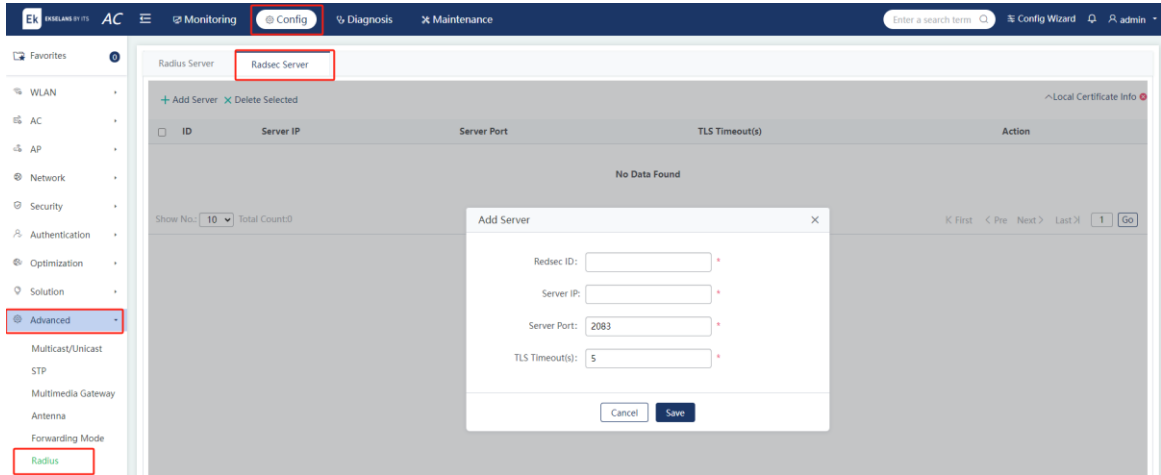 Ek EKSELANS BY ITS AC Monitoring Config Diagnosis Maintenance Enter a search term Config Wizard admin
Favorites 0
Radius Server Radsec Server
WLAN
+ Add Server X Delete Selected Local Certificate Info
AC
ID Server IP Server Port TLS Timeout(s) Action
AP
Network
No Data Found
Security
Show No.: 10 Total Count:0
Add Server
First < Pre Next > Last 1 Go
Authentication
Optimization
Redsec ID: *
Solution
Server IP: *
Advanced
Server Port: 2083 *
Multicast/Unicast
TLS Timeout(s): 5 *
STP
Multimedia Gateway
Antenna
Cancel Save
Forwarding Mode
Radius